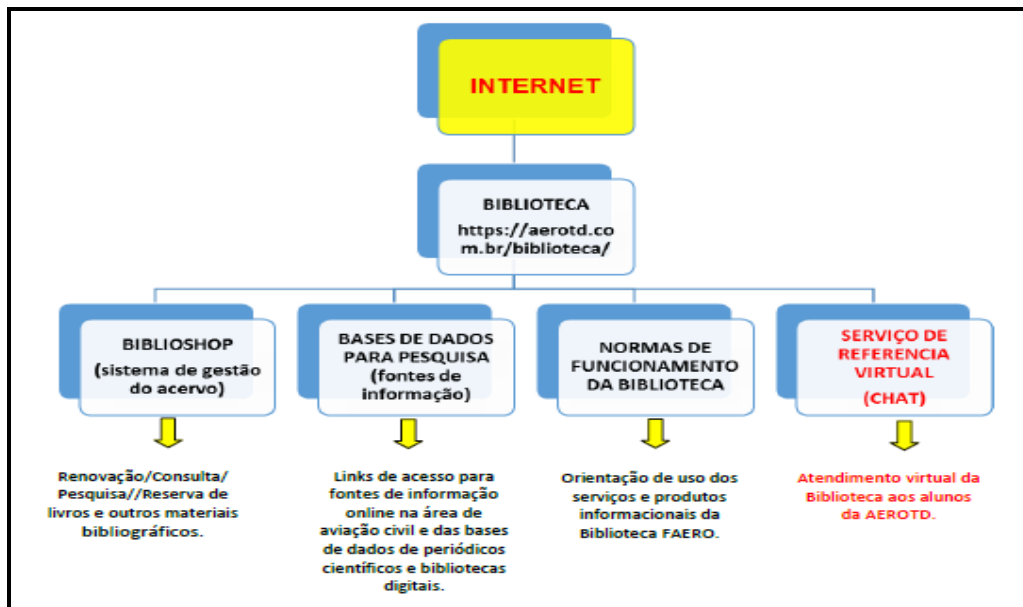 INTERNET
BIBLIOTECA
https://aerotd.co
m.br/biblioteca/
BIBLIOSHOP
(sistema de gestão
do acervo)
BASES DE DADOS
PARA PESQUISA
(fontes de
informação)
NORMAS DE
FUNCIONAMENTO
DA BIBLIOTECA
SERVIÇO DE
REFERENCIA
VIRTUAL
(CHAT)
Renovação/Consulta/
Pesquisa//Reserva de
livros e outros materiais
bibliográficos.
Links de acesso para
fontes de informação
online na área de
aviação civil e das bases
de dados de periódicos
científicos e bibliotecas
digitais.
Orientação de uso dos
serviços e produtos
informacionais da
Biblioteca FAERO.
Atendimento virtual da
Biblioteca aos alunos
da AEROTD.